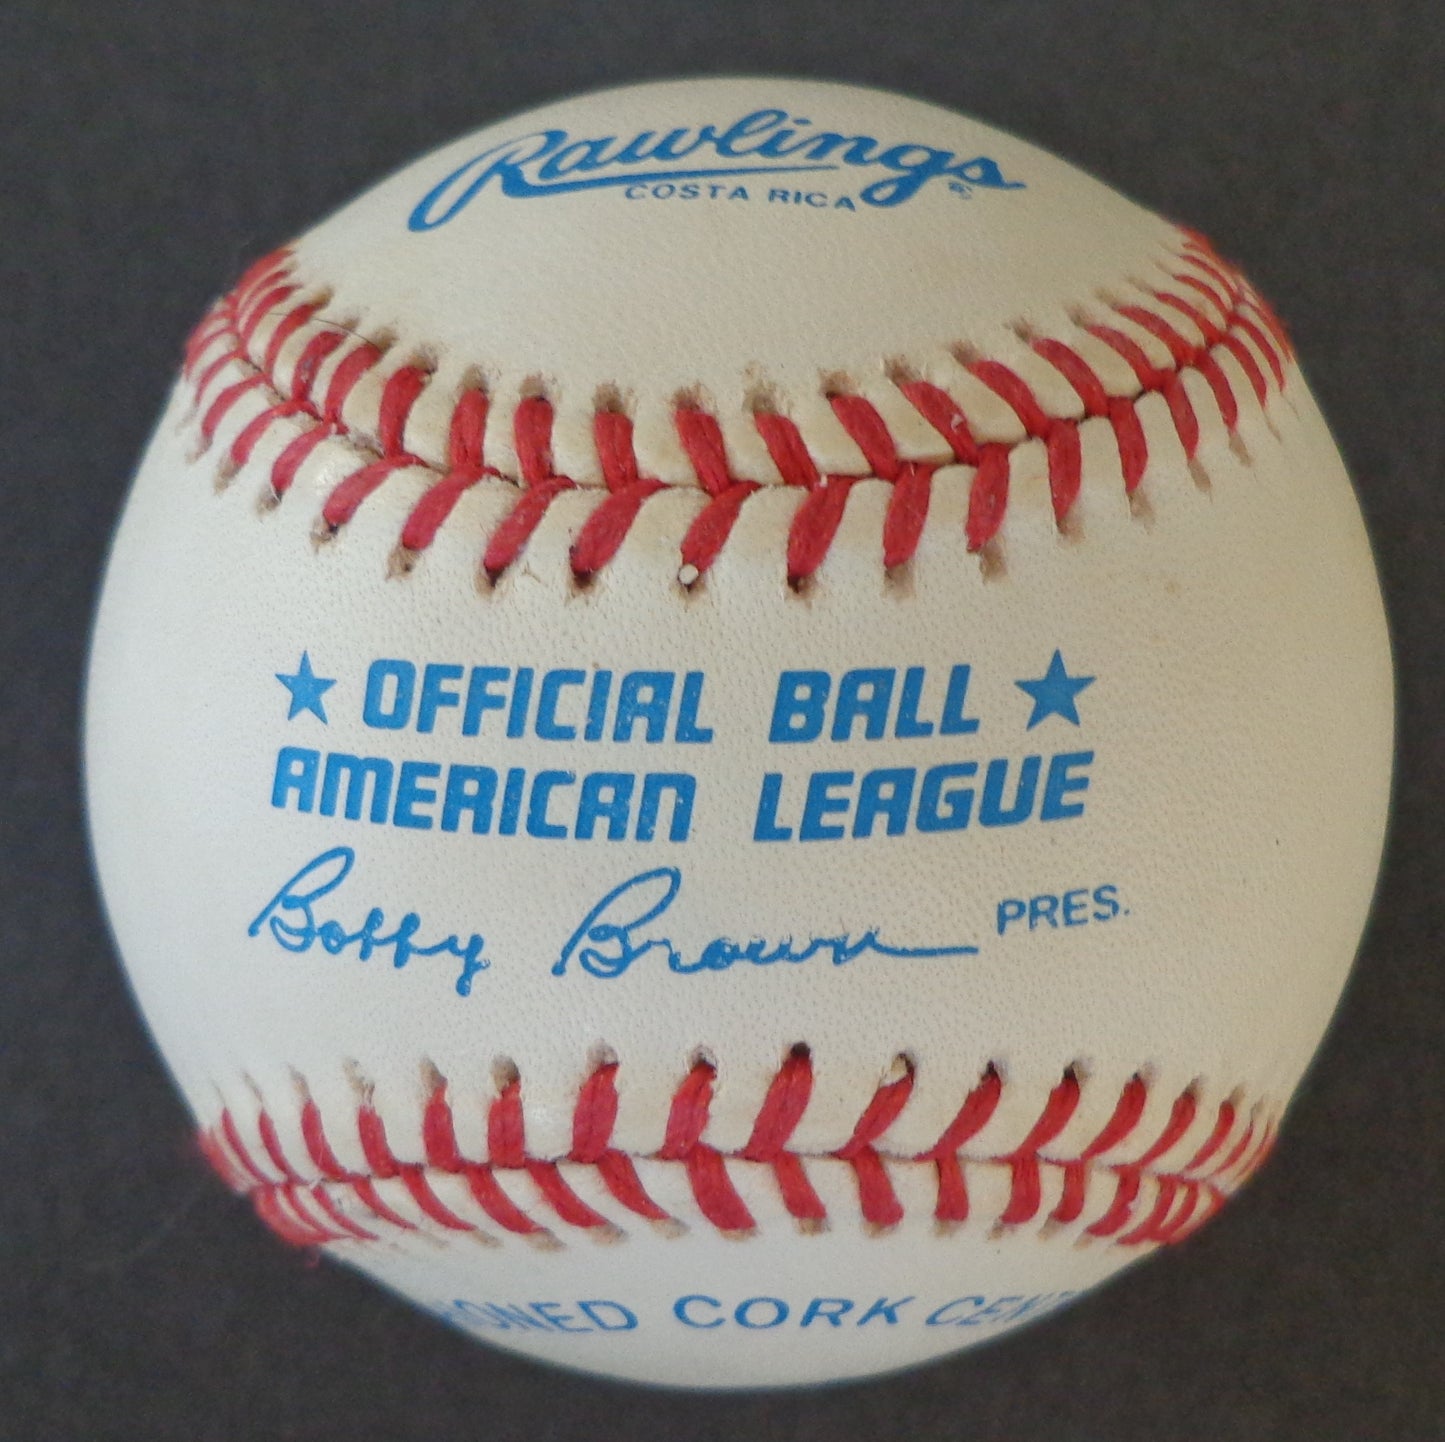 Rawlings®
COSTA RICA
★ OFFICIAL BALL ★
AMERICAN LEAGUE
Bobby Brown PRES.
CORK